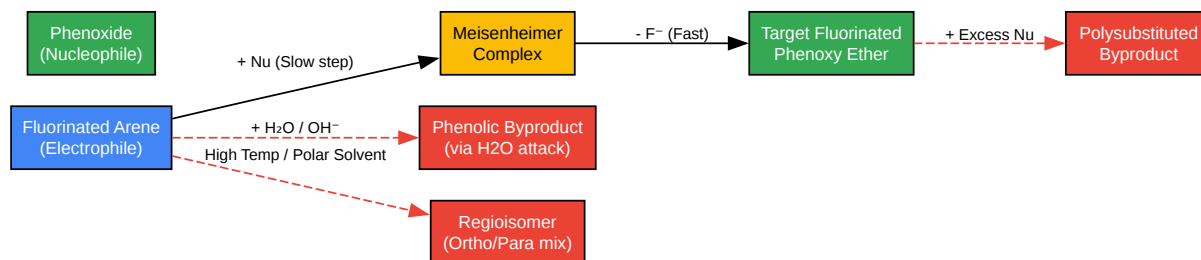 Phenoxide
(Nucleophile)
Fluorinated Arene
(Electrophile)
+ Nu (Slow step)
Meisenheimer
Complex
- F⁻ (Fast)
Target Fluorinated
Phenoxy Ether
+ Excess Nu
Polysubstituted
Byproduct
+ H₂O / OH⁻
Phenolic Byproduct
(via H2O attack)
High Temp / Polar Solvent
Regioisomer
(Ortho/Para mix)